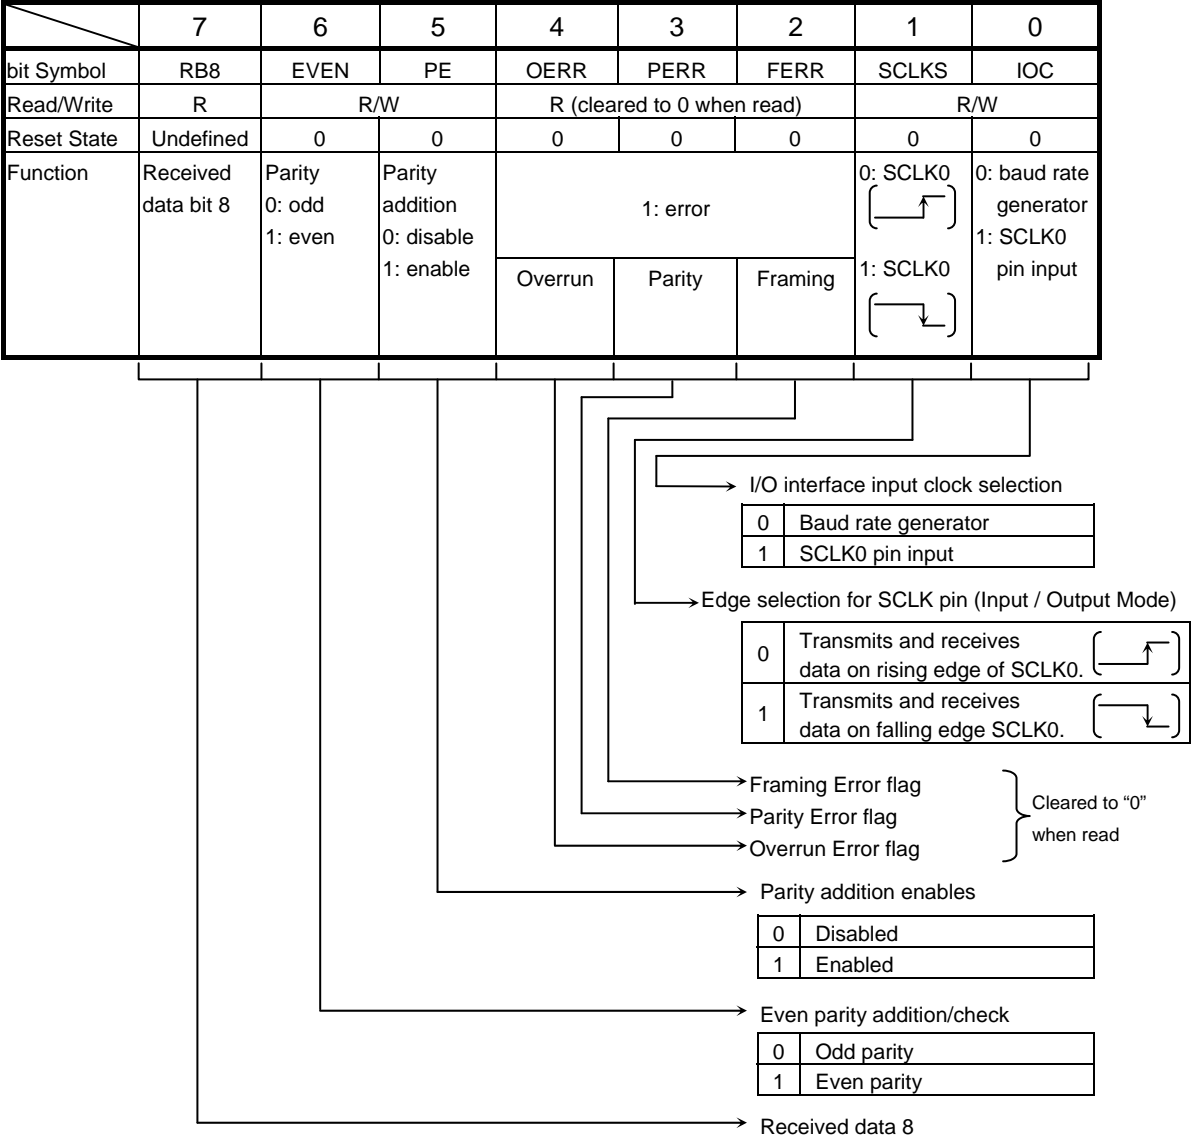 7 6 5 4 3 2 1 0
bit Symbol RB8 EVEN PE OERR PERR FERR SCLKS IOC
Read/Write R R/W R (cleared to 0 when read) R/W
Reset State Undefined 0 0 0 0 0 0 0
Function
Received
data bit 8
Parity
0: odd
1: even
Parity
addition
0: disable
1: enable
1: error
Overrun Parity Framing
0: SCLK0
1: SCLK0
0: baud rate
generator
1: SCLK0
pin input
I/O interface input clock selection
0 Baud rate generator
1 SCLK0 pin input
Edge selection for SCLK pin (Input / Output Mode)
0 Transmits and receives
data on rising edge of SCLK0.
1 Transmits and receives
data on falling edge SCLK0.
Framing Error flag
Parity Error flag
Overrun Error flag
Cleared to “0”
when read
Parity addition enables
0 Disabled
1 Enabled
Even parity addition/check
0 Odd parity
1 Even parity
Received data 8